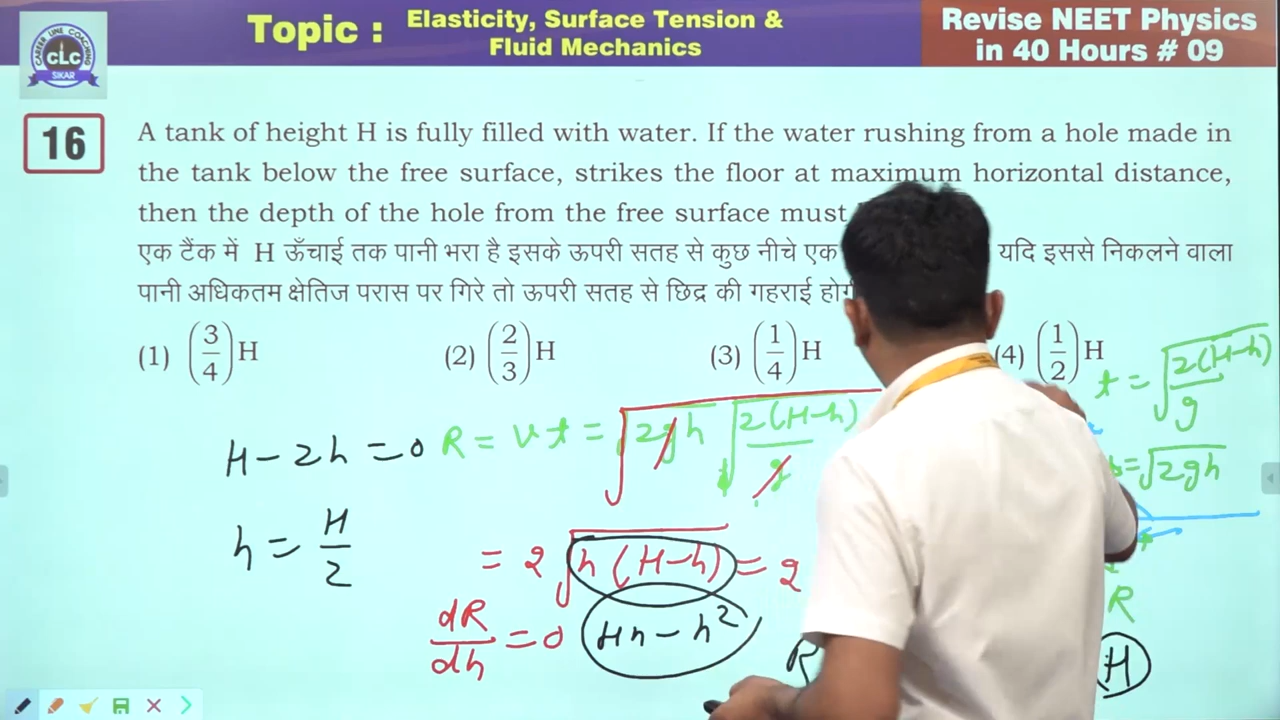 Topic :
Elasticity, Surface Tension &
Fluid Mechanics
Revise NEET Physics
in 40 Hours # 09
CAREER LINE COACHING
CLC
SIKAR
16
A tank of height H is fully filled with water. If the water rushing from a hole made in
the tank below the free surface, strikes the floor at maximum horizontal distance,
then the depth of the hole from the free surface must
एक टैंक में H ऊँचाई तक पानी भरा है इसके ऊपरी सतह से कुछ नीचे एक यदि इससे निकलने वाला
पानी अधिकतम क्षेतिज परास पर गिरे तो ऊपरी सतह से छिद्र की गहराई
(1) (3/4)H (2) (2/3)H (3) (1/4)H (4) (1/2)H
t = √(2(H-h)/g)
H - 2h = 0
R = vt = √2gh √(2(H-h)/g)
= √2gh
h = H/2
= 2√h(H-h) = 2
dR/dh = 0 Hh - h²
R
R
H